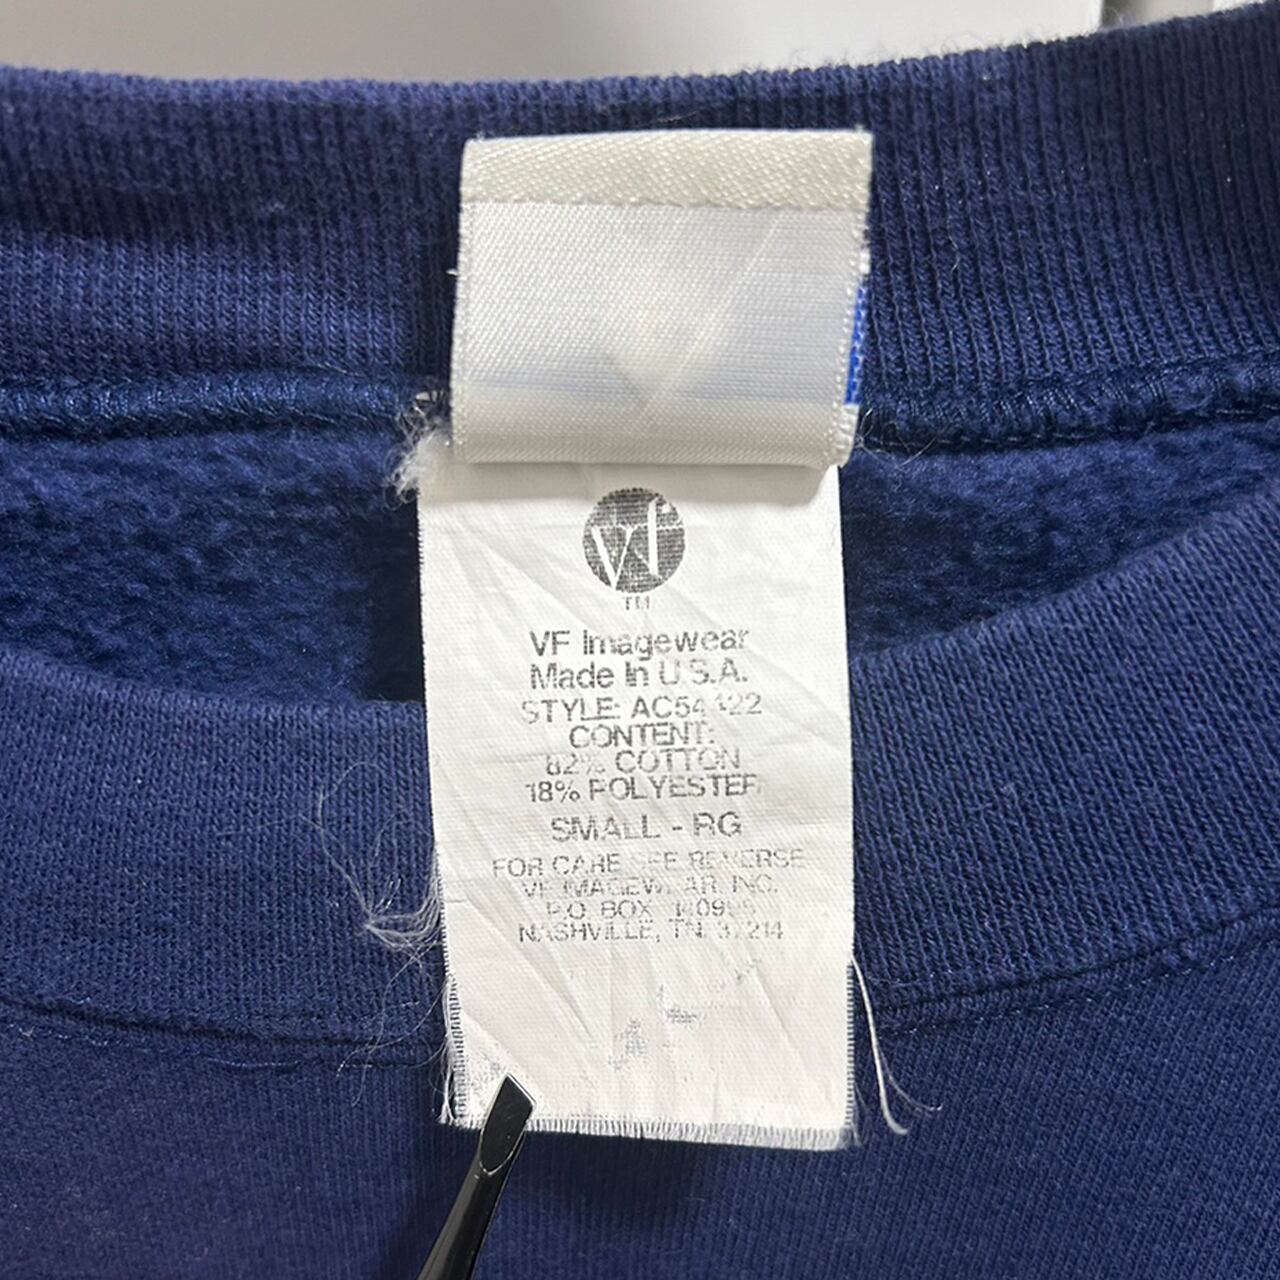 vf
TM
VF Imagewear
Made In U.S.A.
STYLE:
CONTENT:
82% COTTON
18% POLYESTER
SMALL - RG
FOR CARE SEE REVERSE
VF IMAGEWEAR, INC.
P.O. BOX
NASHVILLE, TN. 37214